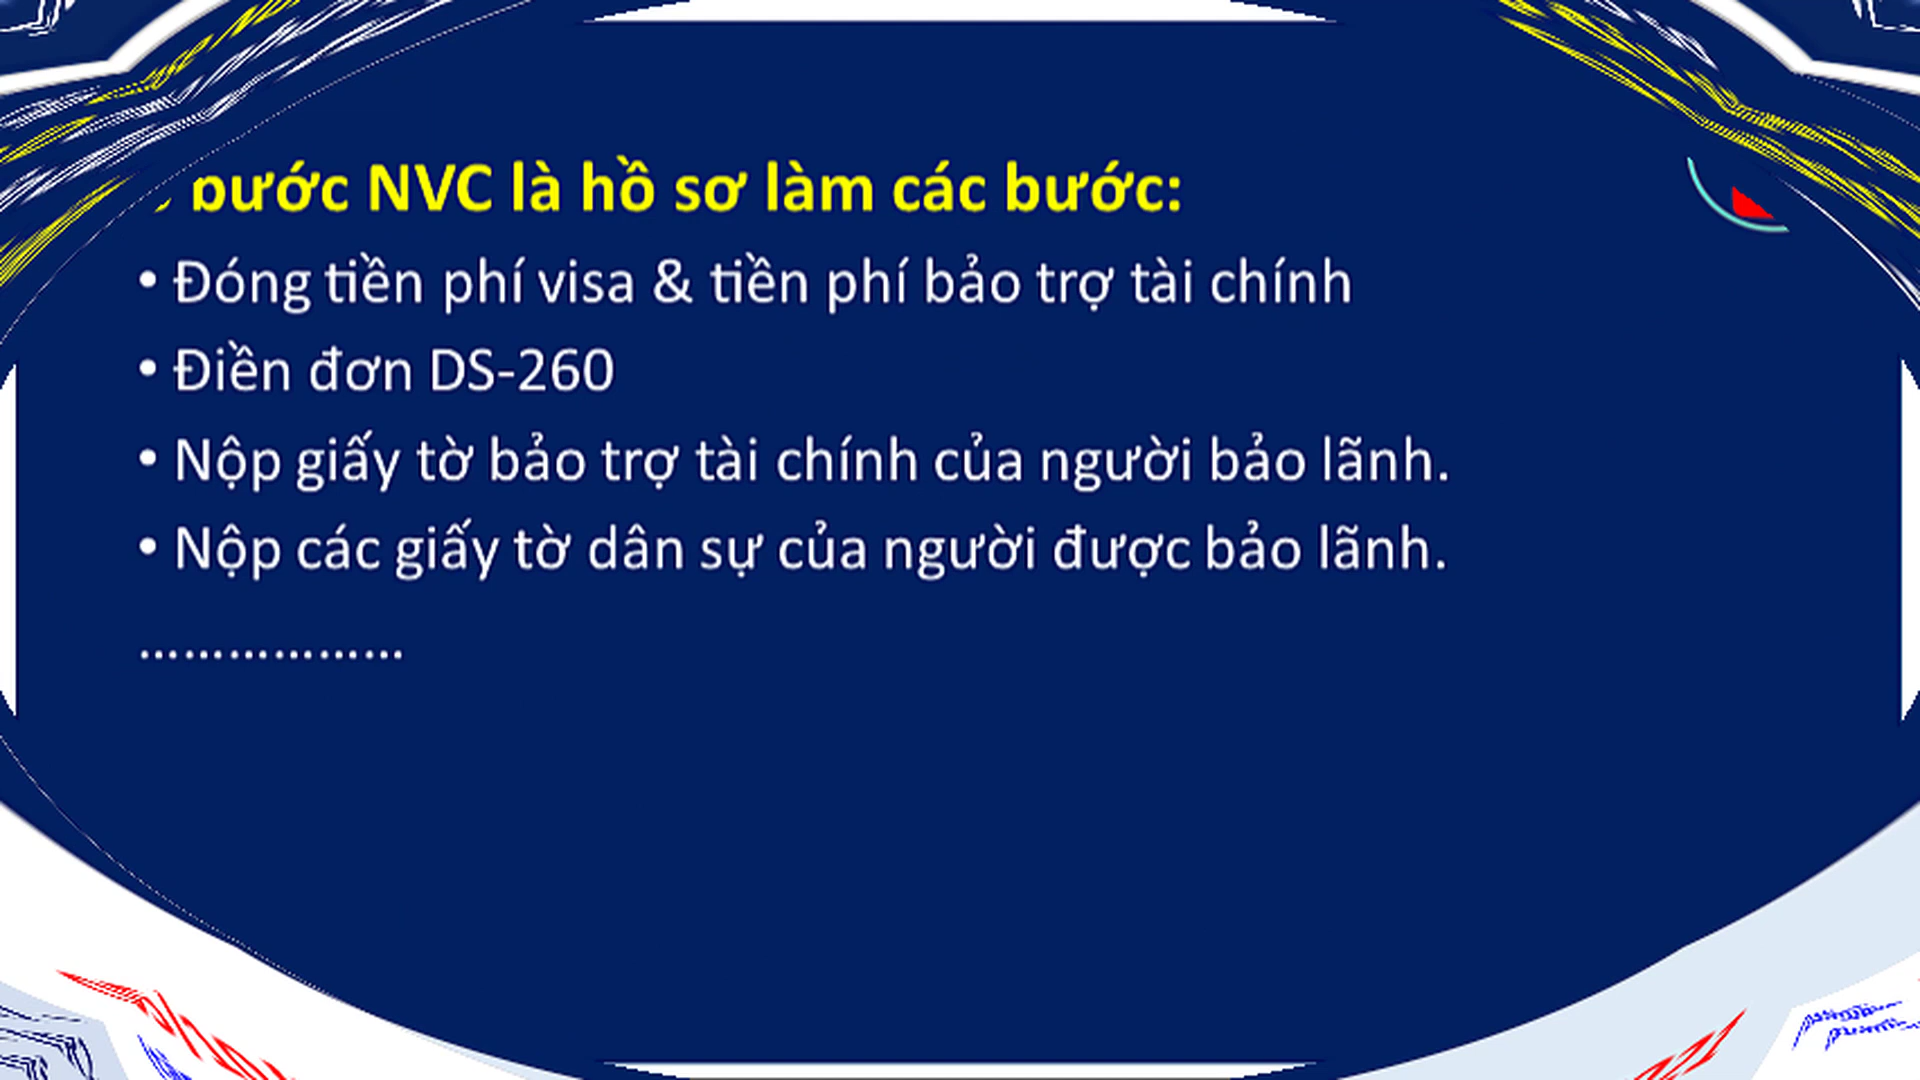 bước NVC là hồ sơ làm các bước:
• Đóng tiền phí visa & tiền phí bảo trợ tài chính
• Điền đơn DS-260
• Nộp giấy tờ bảo trợ tài chính của người bảo lãnh.
• Nộp các giấy tờ dân sự của người được bảo lãnh.
..................